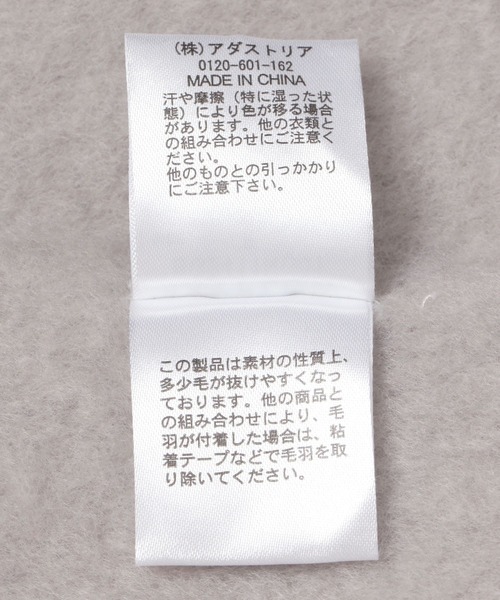 (株)アダストリア
0120-601-162
MADE IN CHINA
汗や摩擦（特に湿った状
態）により色が移る場合
があります。他の衣類と
の組み合わせにご注意く
ださい。
他のものとの引っかかり
にご注意下さい。
この製品は素材の性質上、
多少毛が抜けやすくなっ
ております。他の商品と
の組み合わせにより、毛
羽が付着した場合は、粘
着テープなどで毛羽を取
り除いてください。